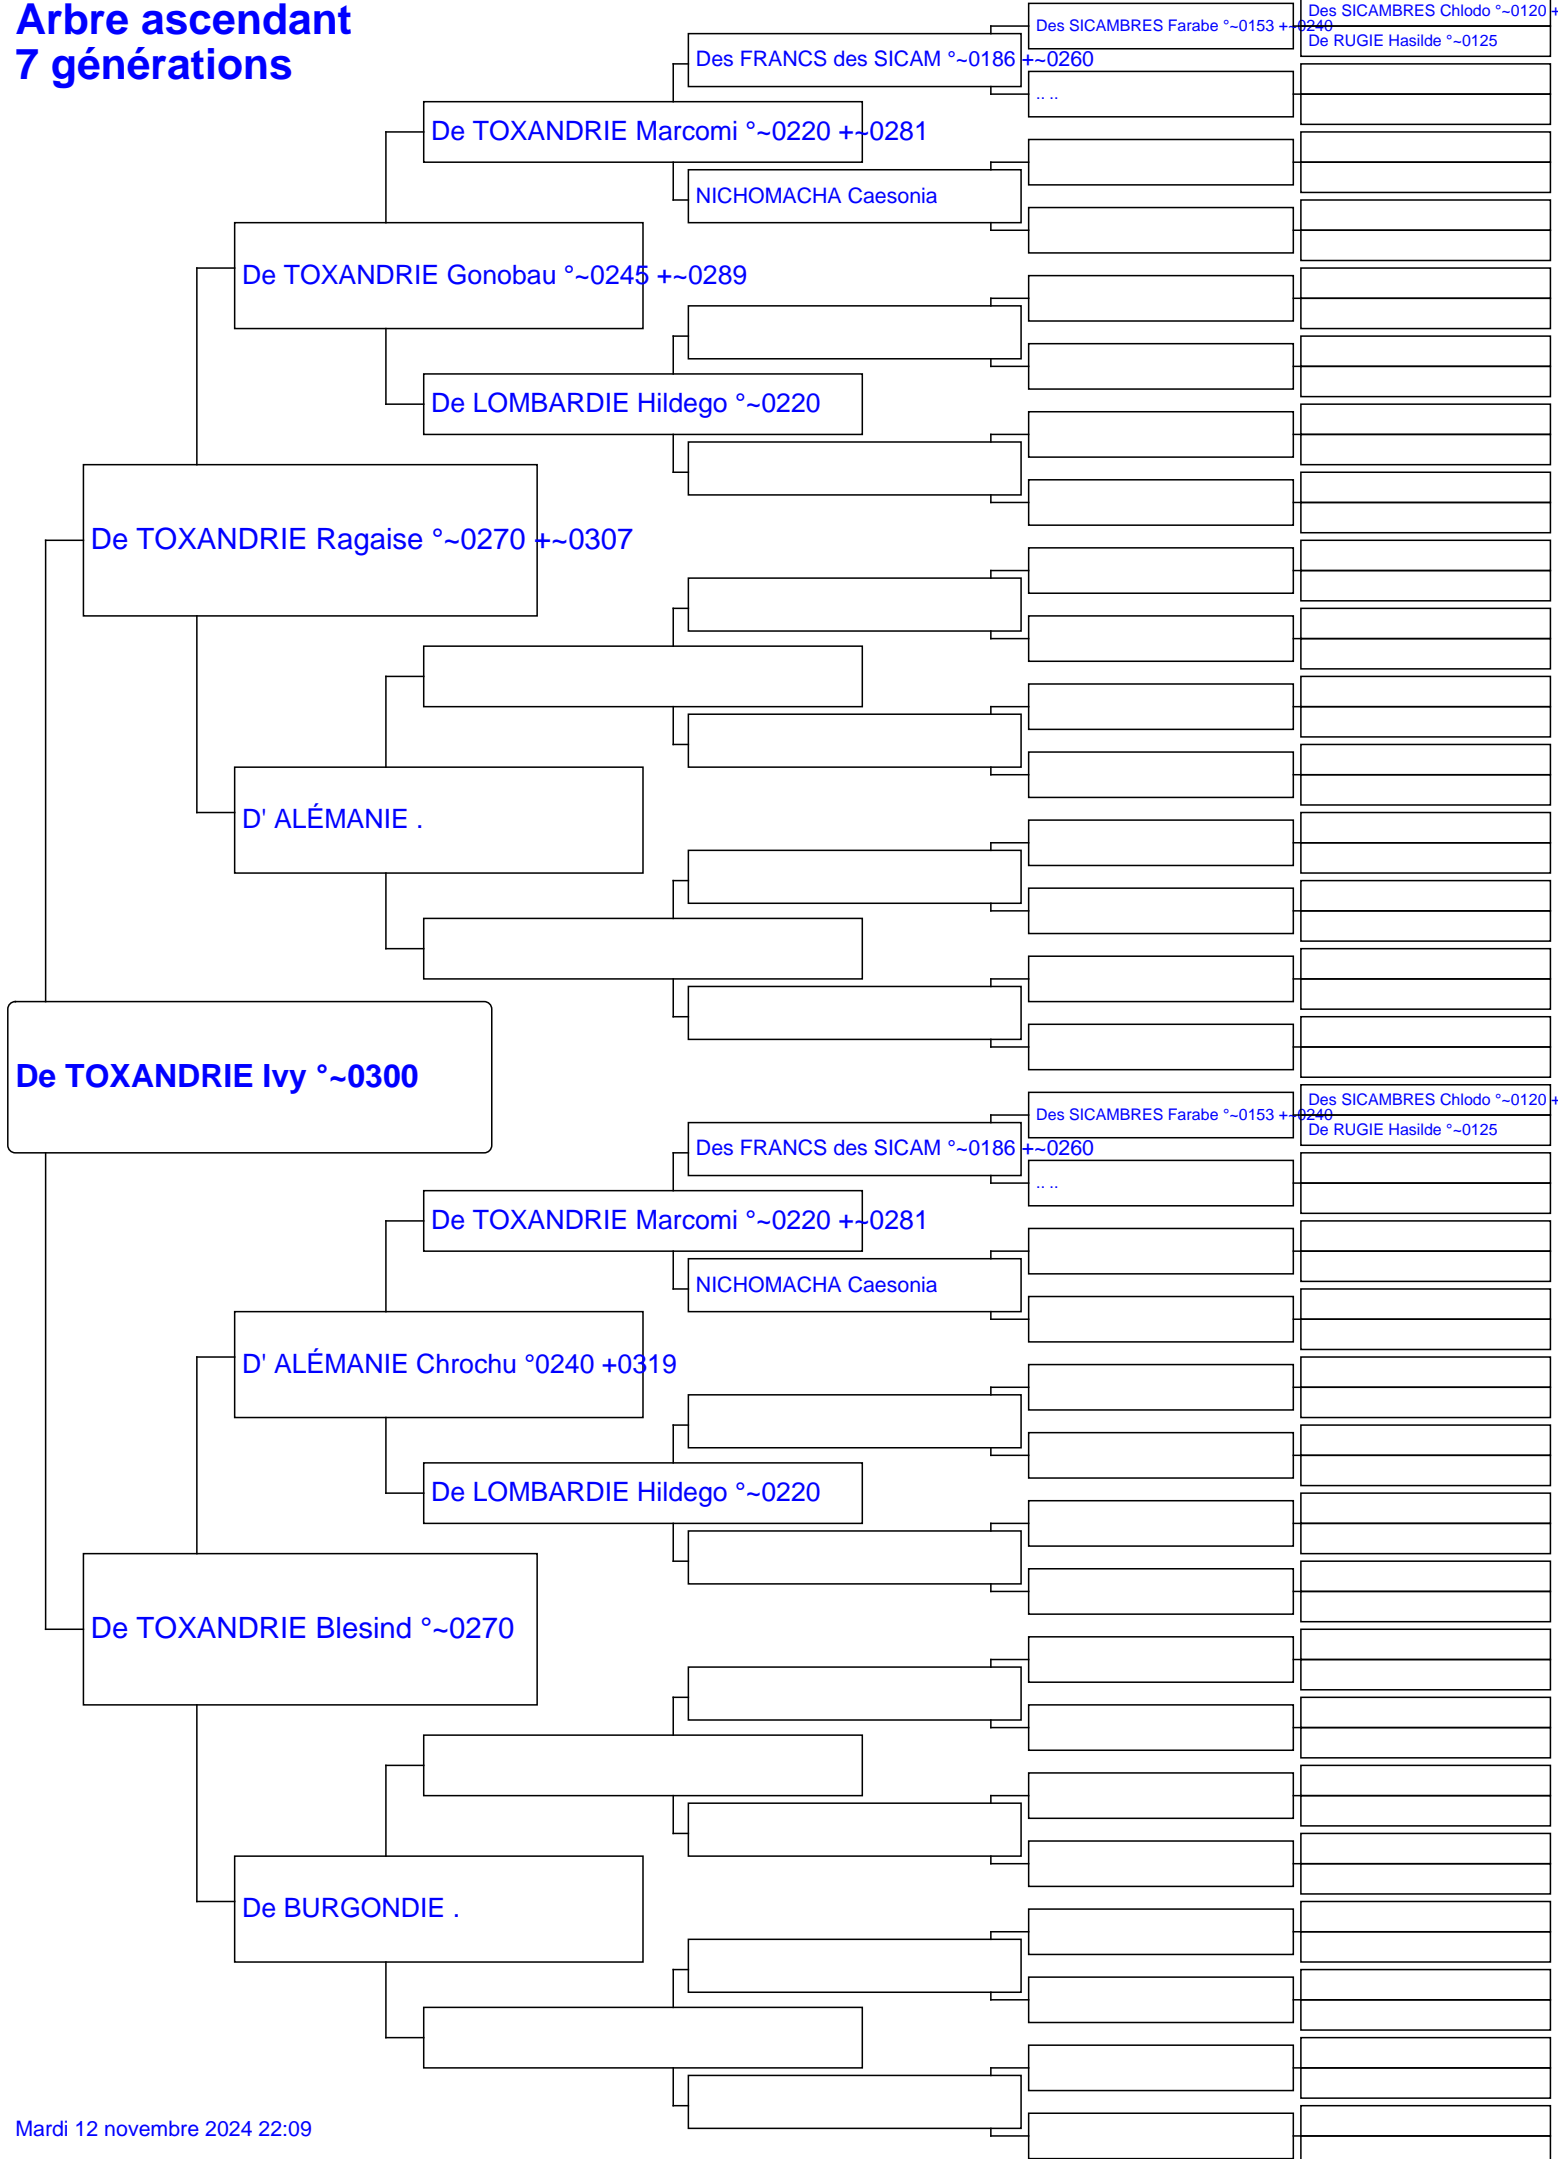 Arbre ascendant
7 générations
Des SICAMBRES Chlodo °~0120 +
Des SICAMBRES Farabe °~0153 +~0240
De RUGIE Hasilde °~0125
Des FRANCS des SICAM °~0186 +~0260
.. ..
De TOXANDRIE Marcomi °~0220 +~0281
NICHOMACHA Caesonia
De TOXANDRIE Gonobau °~0245 +~0289
De LOMBARDIE Hildego °~0220
De TOXANDRIE Ragaise °~0270 +~0307
D' ALÉMANIE .
De TOXANDRIE Ivy °~0300
Des SICAMBRES Chlodo °~0120 +
Des SICAMBRES Farabe °~0153 +~0240
De RUGIE Hasilde °~0125
Des FRANCS des SICAM °~0186 +~0260
.. ..
De TOXANDRIE Marcomi °~0220 +~0281
NICHOMACHA Caesonia
D' ALÉMANIE Chrochu °0240 +0319
De LOMBARDIE Hildego °~0220
De TOXANDRIE Blesind °~0270
De BURGONDIE .
Mardi 12 novembre 2024 22:09